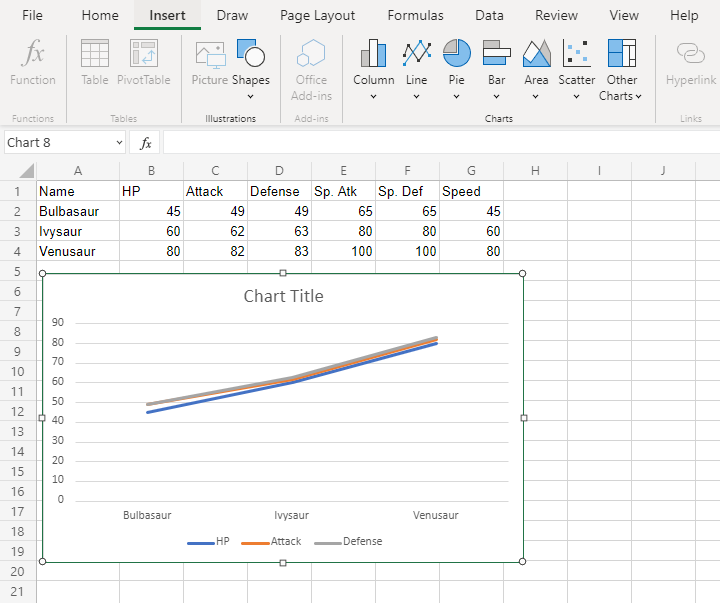 File Home Insert Draw Page Layout Formulas Data Review View Help
fx
Function Table PivotTable Picture Shapes Office Add-ins Column Line Pie Bar Area Scatter Other Charts Hyperlink
Functions Tables Illustrations Add-ins Charts Links
Chart 8 fx
A B C D E F G H I J
1 Name HP Attack Defense Sp. Atk Sp. Def Speed
2 Bulbasaur 45 49 49 65 65 45
3 Ivysaur 60 62 63 80 80 60
4 Venusaur 80 82 83 100 100 80
5
6
7
8
9
10
11
12
13
14
15
16
17
18
19
20
21
Chart Title
90
80
70
60
50
40
30
20
10
0
Bulbasaur Ivysaur Venusaur
HP Attack Defense